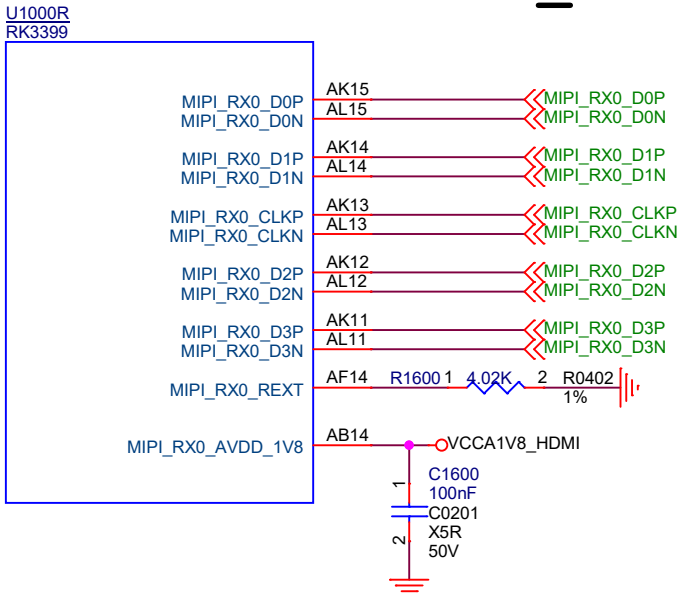 U1000R
RK3399
MIPI_RX0_D0P AK15 MIPI_RX0_D0P
MIPI_RX0_D0N AL15 MIPI_RX0_D0N
MIPI_RX0_D1P AK14 MIPI_RX0_D1P
MIPI_RX0_D1N AL14 MIPI_RX0_D1N
MIPI_RX0_CLKP AK13 MIPI_RX0_CLKP
MIPI_RX0_CLKN AL13 MIPI_RX0_CLKN
MIPI_RX0_D2P AK12 MIPI_RX0_D2P
MIPI_RX0_D2N AL12 MIPI_RX0_D2N
MIPI_RX0_D3P AK11 MIPI_RX0_D3P
MIPI_RX0_D3N AL11 MIPI_RX0_D3N
MIPI_RX0_REXT AF14 R1600 1 4.02K 2 R0402
1%
MIPI_RX0_AVDD_1V8 AB14 VCCA1V8_HDMI
C1600
1 100nF
C0201
X5R
2 50V